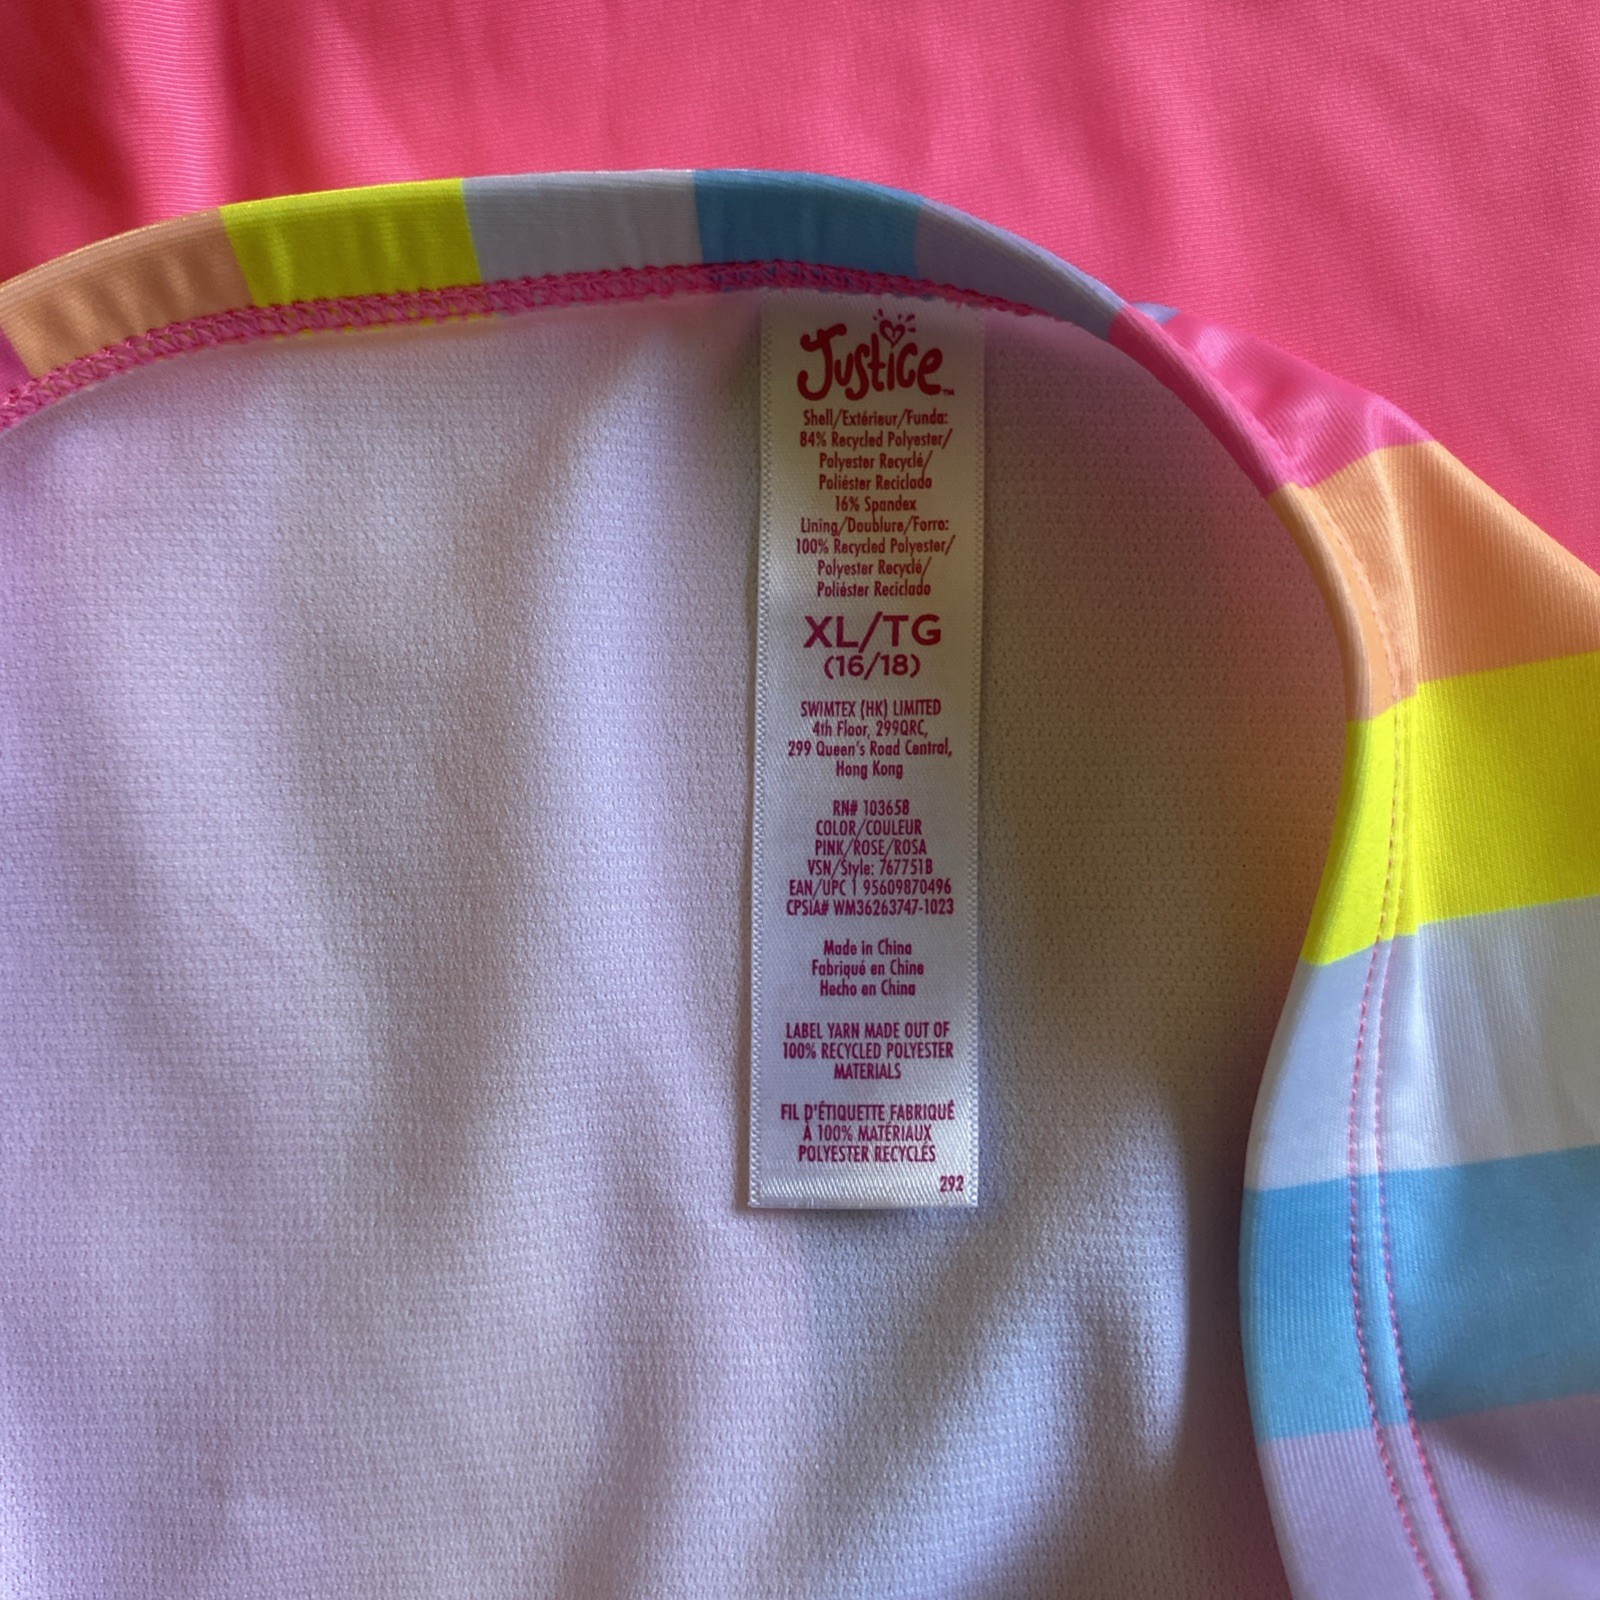 Justice™
Shell/Extérieur/Funda:
84% Recycled Polyester/
Polyester Recyclé/
Poliéster Reciclado
16% Spandex
Lining/Doublure/Forro:
100% Recycled Polyester/
Polyester Recyclé/
Poliéster Reciclado
XL/TG
(16/18)
SWIMTEX (HK) LIMITED
4th Floor, 299QRC,
299 Queen's Road Central,
Hong Kong
RN# 103658
COLOR/COULEUR
PINK/ROSE/ROSA
VSN/Style: 767751B
EAN/UPC 1 95609870496
CPSIA# WM36263747-1023
Made in China
Fabriqué en Chine
Hecho en China
LABEL YARN MADE OUT OF
100% RECYCLED POLYESTER
MATERIALS
FIL D'ÉTIQUETTE FABRIQUÉ
À 100% MATÉRIAUX
POLYESTER RECYCLÉS
292